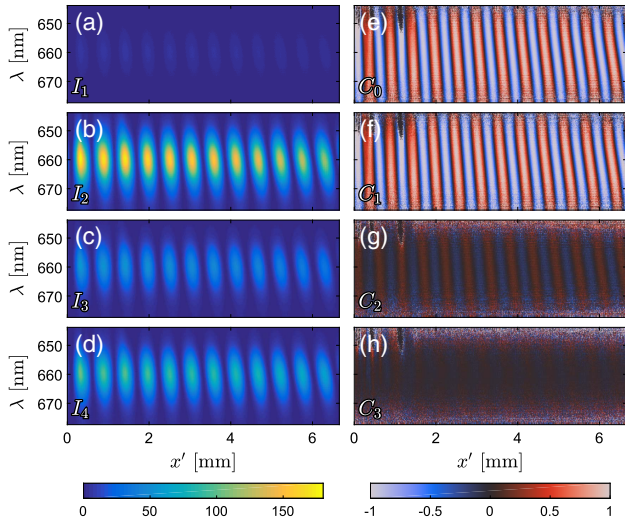 (a)
(e)
650
660
670
λ [nm]
I₁
C₀
(b)
(f)
650
660
670
λ [nm]
I₂
C₁
(c)
(g)
650
660
670
λ [nm]
I₃
C₂
(d)
(h)
650
660
670
λ [nm]
I₄
C₃
0 2 4 6 0 2 4 6
x′ [mm] x′ [mm]
0 50 100 150 -1 -0.5 0 0.5 1